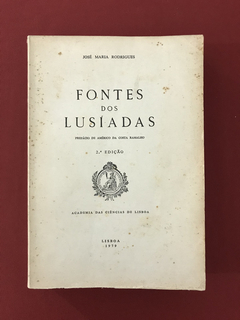 JOSÉ MARIA RODRIGUES
FONTES
DOS
LUSÍADAS
PREFÁCIO DE AMÉRICO DA COSTA RAMALHO
2.ª EDIÇÃO
ACADEMIA DAS CIÊNCIAS DE LISBOA
LISBOA
1979